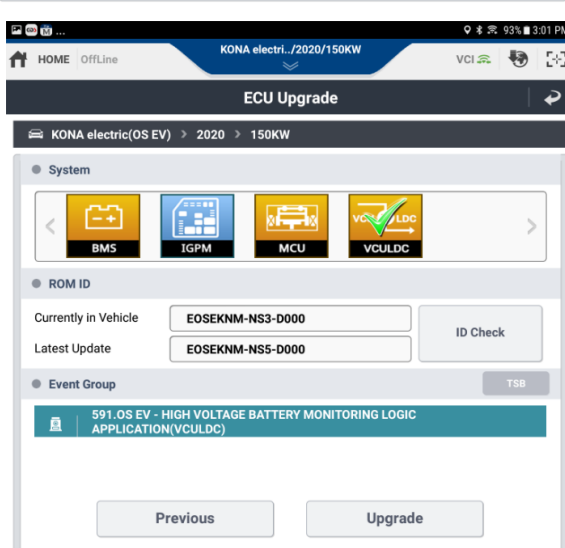 ... 93% 3:01 PM
HOME OffLine KONA electri../2020/150KW VCI
ECU Upgrade
KONA electric(OS EV) > 2020 > 150KW
System
BMS IGPM MCU VCULDC
ROM ID
Currently in Vehicle EOSEKNM-NS3-D000
Latest Update EOSEKNM-NS5-D000
ID Check
Event Group TSB
591.OS EV - HIGH VOLTAGE BATTERY MONITORING LOGIC
APPLICATION(VCULDC)
Previous Upgrade